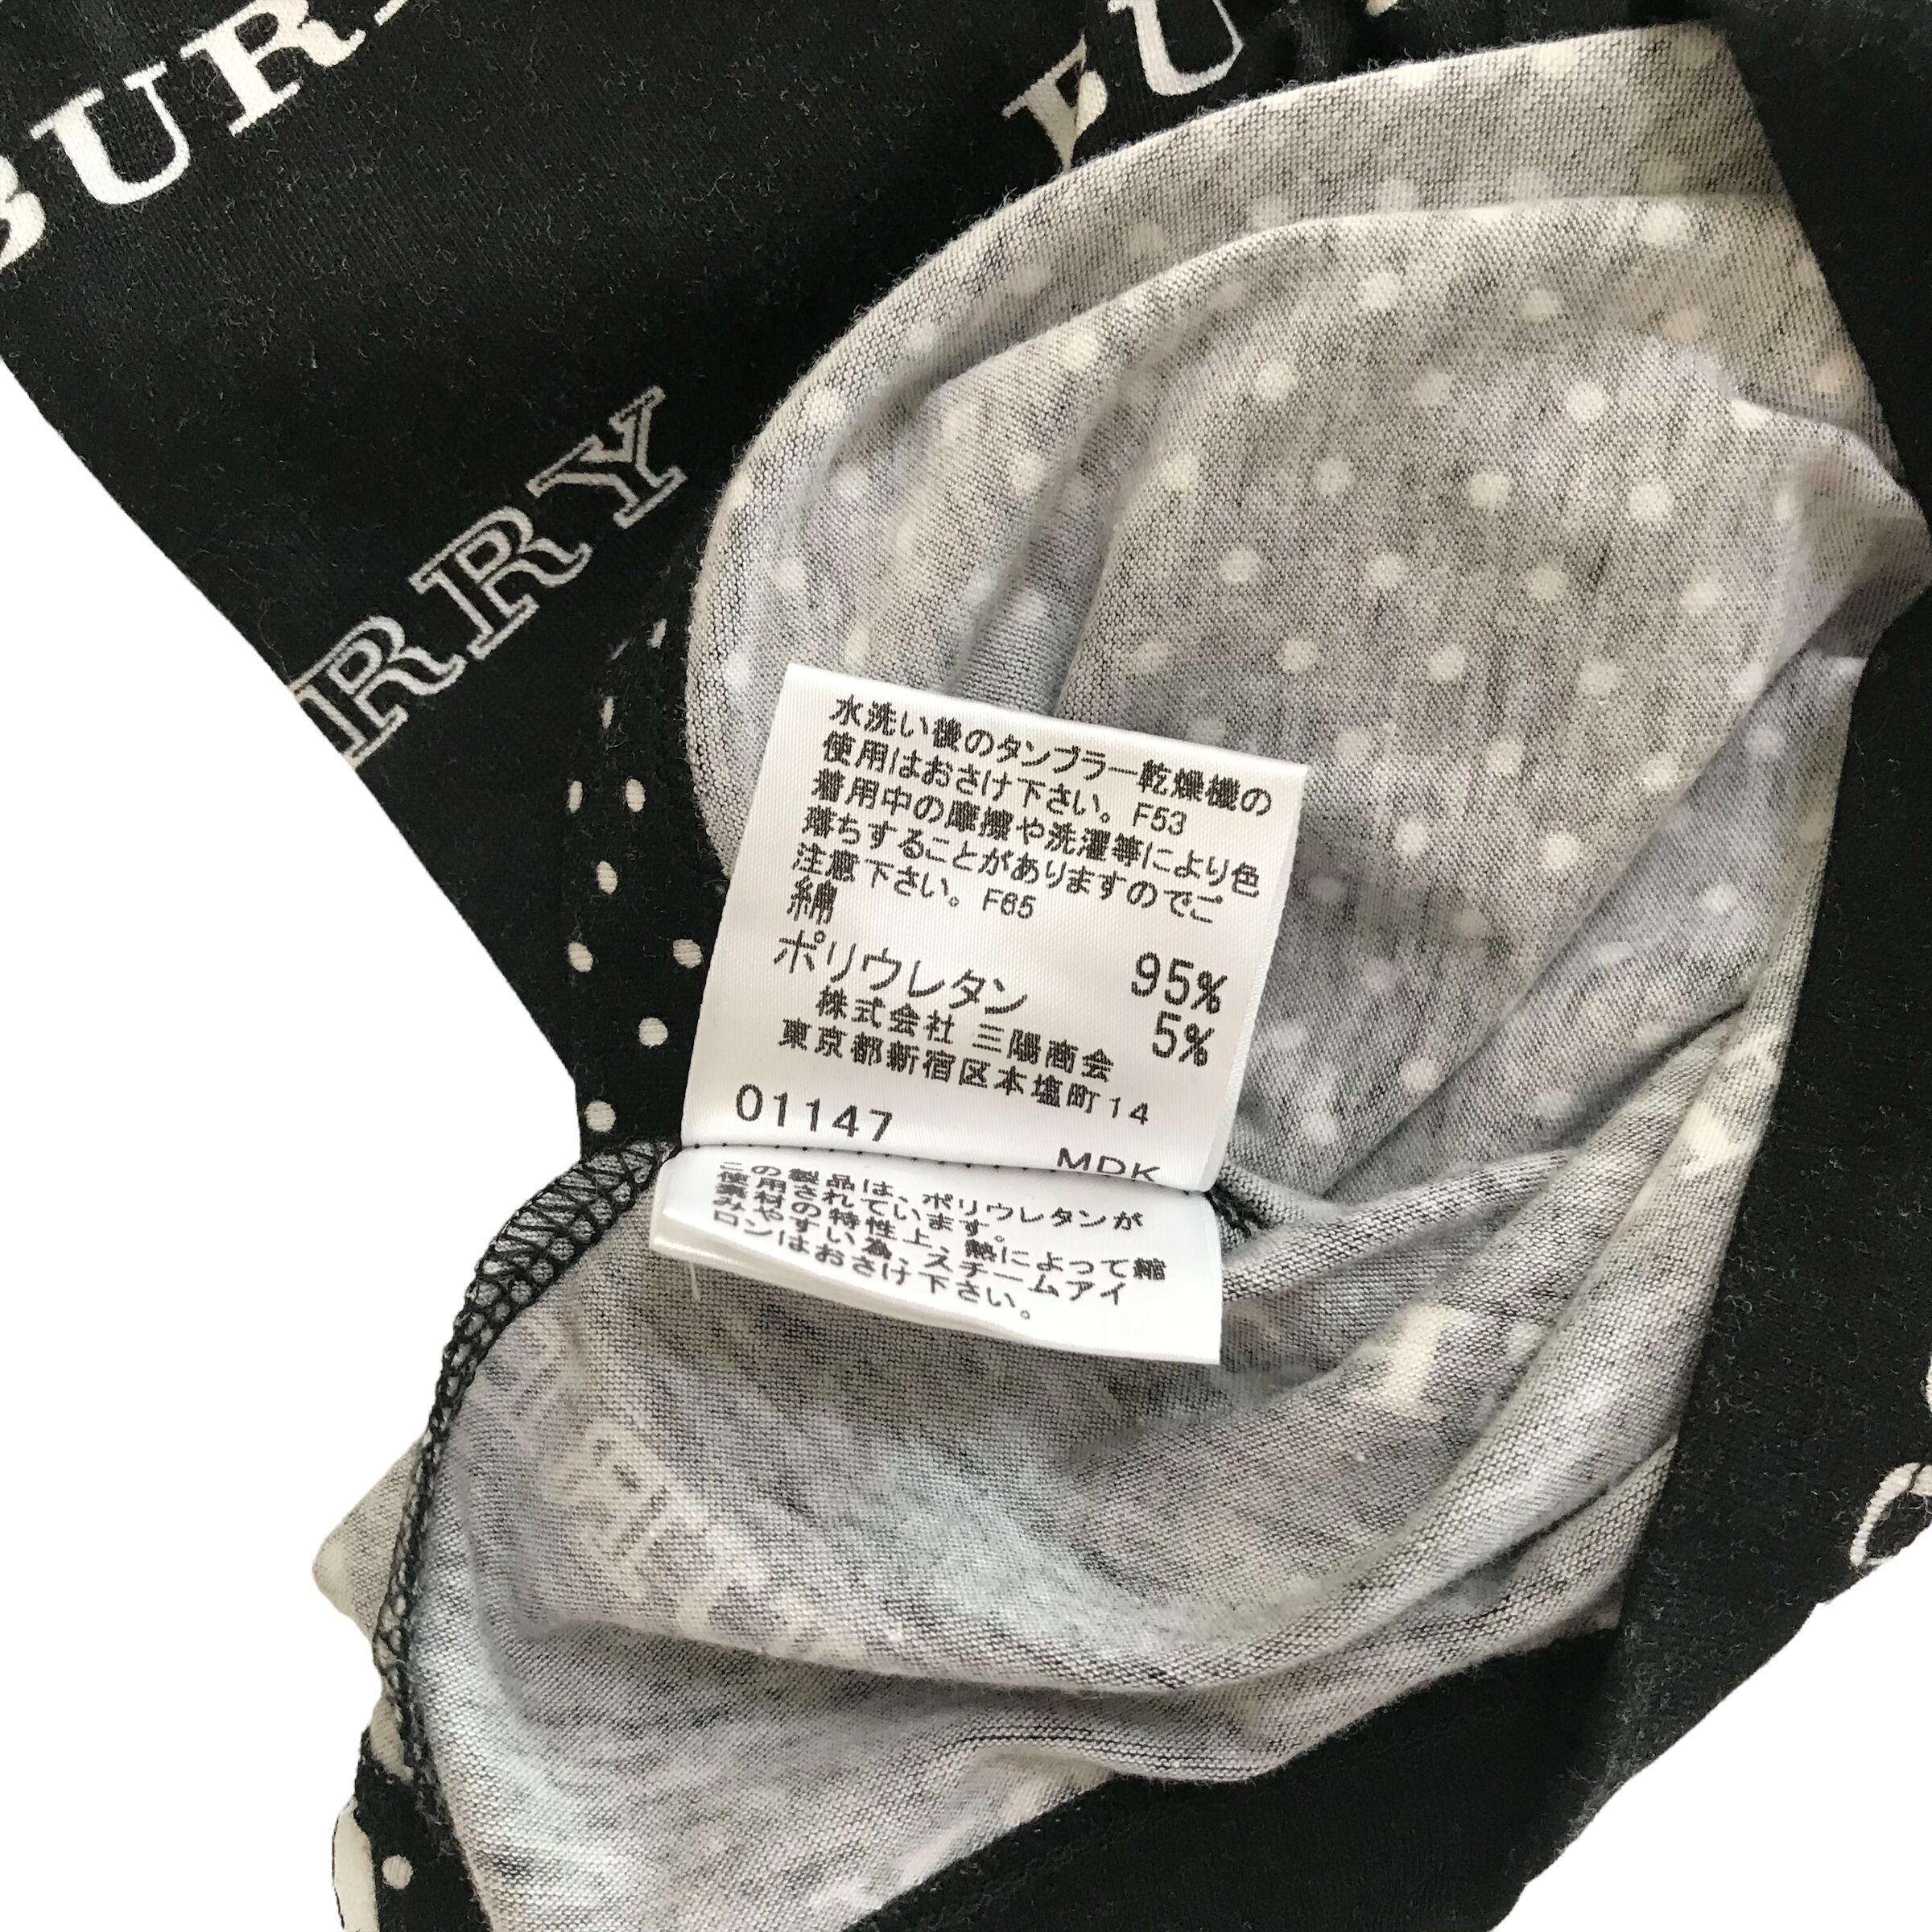 BUR
BU
RRY
水洗い後のタンブラー乾燥機の
使用はおさけ下さい。F53
着用中の摩擦や洗濯等により色
落ちすることがありますのでご
注意下さい。F65
綿 95%
ポリウレタン 5%
株式会社 三陽商会
東京都新宿区本塩町14
01147 MDK
この製品は、ポリウレタンが
使用されています。
素材の特性上、熱によって縮
みやすい為、スチームアイ
ロンはおさけ下さい。